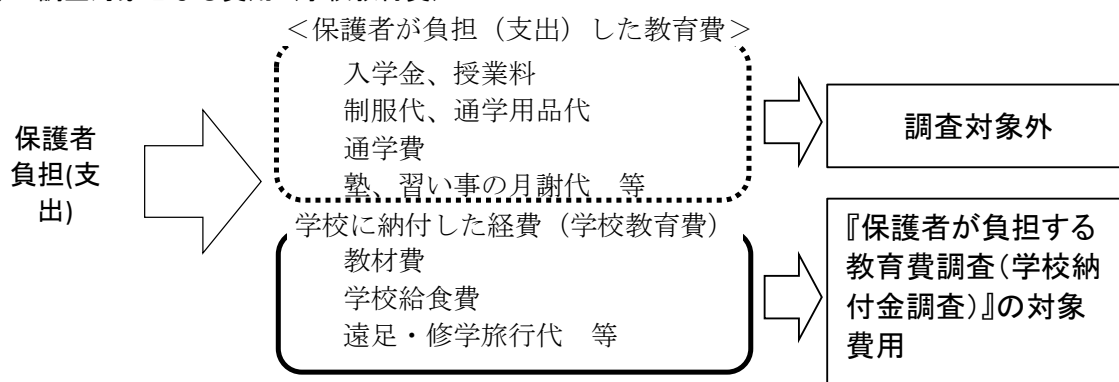 ＜保護者が負担（支出）した教育費＞
入学金、授業料
制服代、通学用品代
通学費
塾、習い事の月謝代　等
調査対象外
保護者
負担(支
出)
学校に納付した経費（学校教育費）
教材費
学校給食費
遠足・修学旅行代　等
『保護者が負担する
教育費調査（学校納
付金調査）』の対象
費用